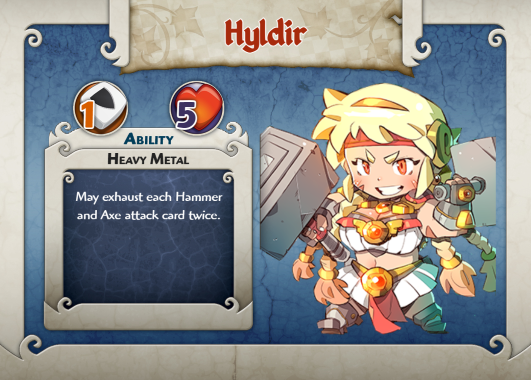 Hyldir
1 5
Ability
Heavy Metal
May exhaust each Hammer
and Axe attack card twice.